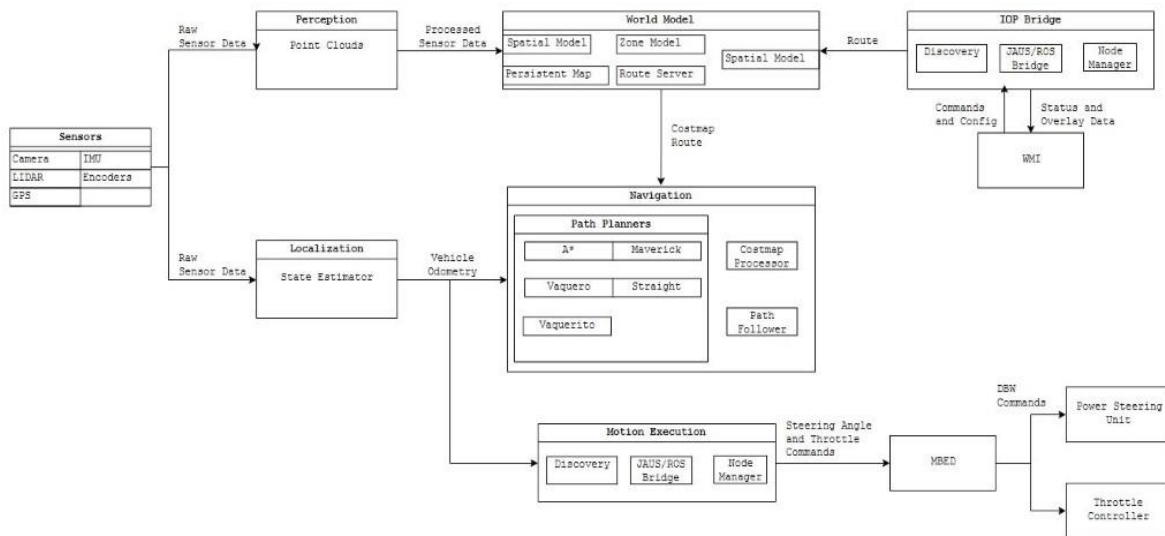 Perception
Point Clouds
Raw
Sensor Data
Processed
Sensor Data
World Model
Spatial Model
Zone Model
Spatial Model
Persistent Map
Route Server
Route
IOP Bridge
Discovery
JAUS/ROS
Bridge
Node
Manager
Commands
and Config
Status and
Overlay Data
WMI
Costmap
Route
Sensors
Camera
IMU
LIDAR
Encoders
GPS
Raw
Sensor Data
Localization
State Estimator
Vehicle
Odometry
Navigation
Path Planners
A*
Maverick
Vaquero
Straight
Vaquerito
Costmap
Processor
Path
Follower
Motion Execution
Discovery
JAUS/ROS
Bridge
Node
Manager
Steering Angle
and Throttle
Commands
MBED
DBW
Commands
Power Steering
Unit
Throttle
Controller